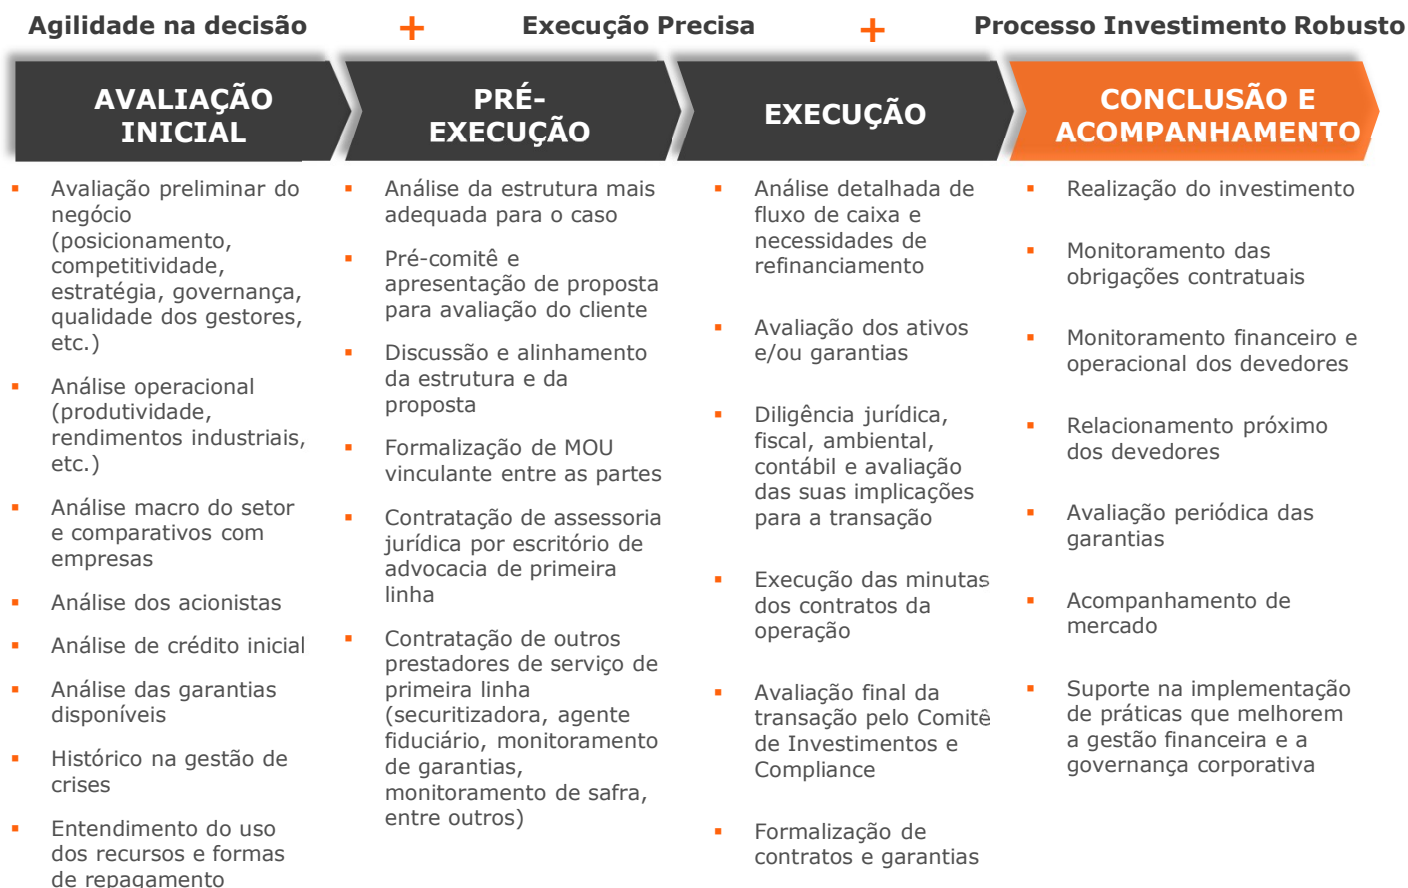 Agilidade na decisão + Execução Precisa + Processo Investimento Robusto
AVALIAÇÃO
INICIAL
▪ Avaliação preliminar do
negócio
(posicionamento,
competitividade,
estratégia, governança,
qualidade dos gestores,
etc.)
▪ Análise operacional
(produtividade,
rendimentos industriais,
etc.)
▪ Análise macro do setor
e comparativos com
empresas
▪ Análise dos acionistas
▪ Análise de crédito inicial
▪ Análise das garantias
disponíveis
▪ Histórico na gestão de
crises
▪ Entendimento do uso
dos recursos e formas
de repagamento
PRÉ-
EXECUÇÃO
▪ Análise da estrutura mais
adequada para o caso
▪ Pré-comitê e
apresentação de proposta
para avaliação do cliente
▪ Discussão e alinhamento
da estrutura e da
proposta
▪ Formalização de MOU
vinculante entre as partes
▪ Contratação de assessoria
jurídica por escritório de
advocacia de primeira
linha
▪ Contratação de outros
prestadores de serviço de
primeira linha
(securitizadora, agente
fiduciário, monitoramento
de garantias,
monitoramento de safra,
entre outros)
EXECUÇÃO
▪ Análise detalhada de
fluxo de caixa e
necessidades de
refinanciamento
▪ Avaliação dos ativos
e/ou garantias
▪ Diligência jurídica,
fiscal, ambiental,
contábil e avaliação
das suas implicações
para a transação
▪ Execução das minutas
dos contratos da
operação
▪ Avaliação final da
transação pelo Comitê
de Investimentos e
Compliance
▪ Formalização de
contratos e garantias
CONCLUSÃO E
ACOMPANHAMENTO
▪ Realização do investimento
▪ Monitoramento das
obrigações contratuais
▪ Monitoramento financeiro e
operacional dos devedores
▪ Relacionamento próximo
dos devedores
▪ Avaliação periódica das
garantias
▪ Acompanhamento de
mercado
▪ Suporte na implementação
de práticas que melhorem
a gestão financeira e a
governança corporativa